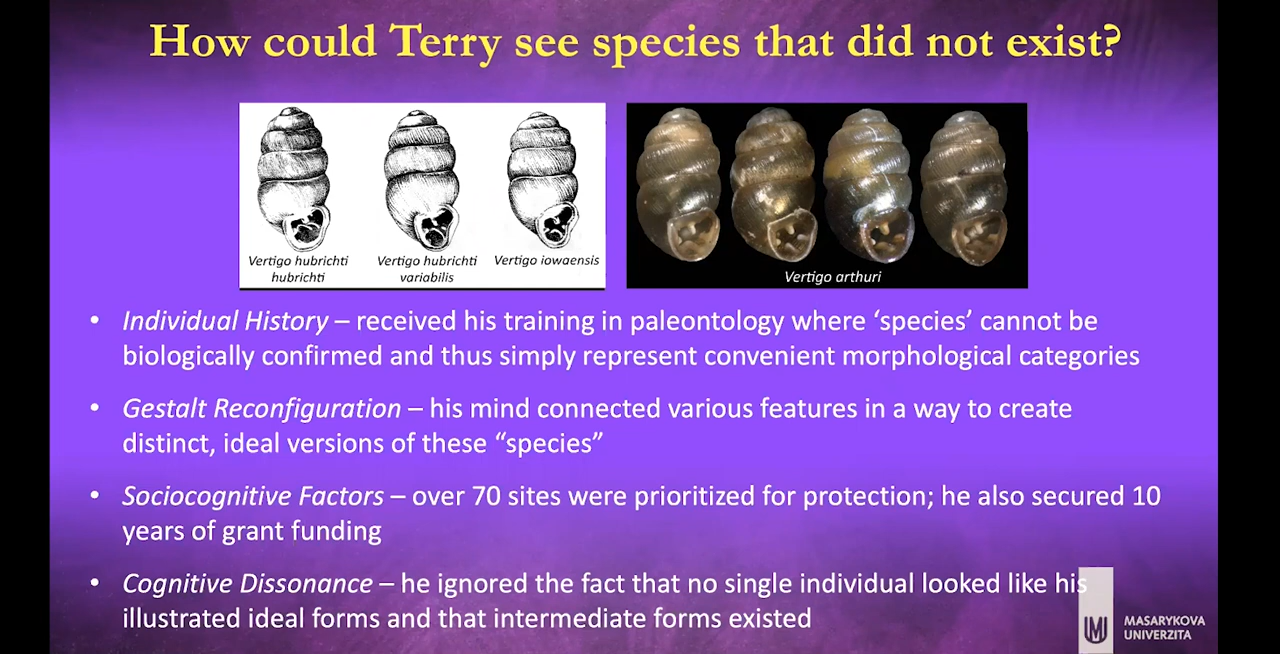 How could Terry see species that did not exist?
Vertigo hubrichti
hubrichti
Vertigo hubrichti
variabilis
Vertigo iowaensis
Vertigo arthuri
• Individual History – received his training in paleontology where ‘species’ cannot be
biologically confirmed and thus simply represent convenient morphological categories
• Gestalt Reconfiguration – his mind connected various features in a way to create
distinct, ideal versions of these “species”
• Sociocognitive Factors – over 70 sites were prioritized for protection; he also secured 10
years of grant funding
• Cognitive Dissonance – he ignored the fact that no single individual looked like his
illustrated ideal forms and that intermediate forms existed
MASARYKOVA
UNIVERZITA